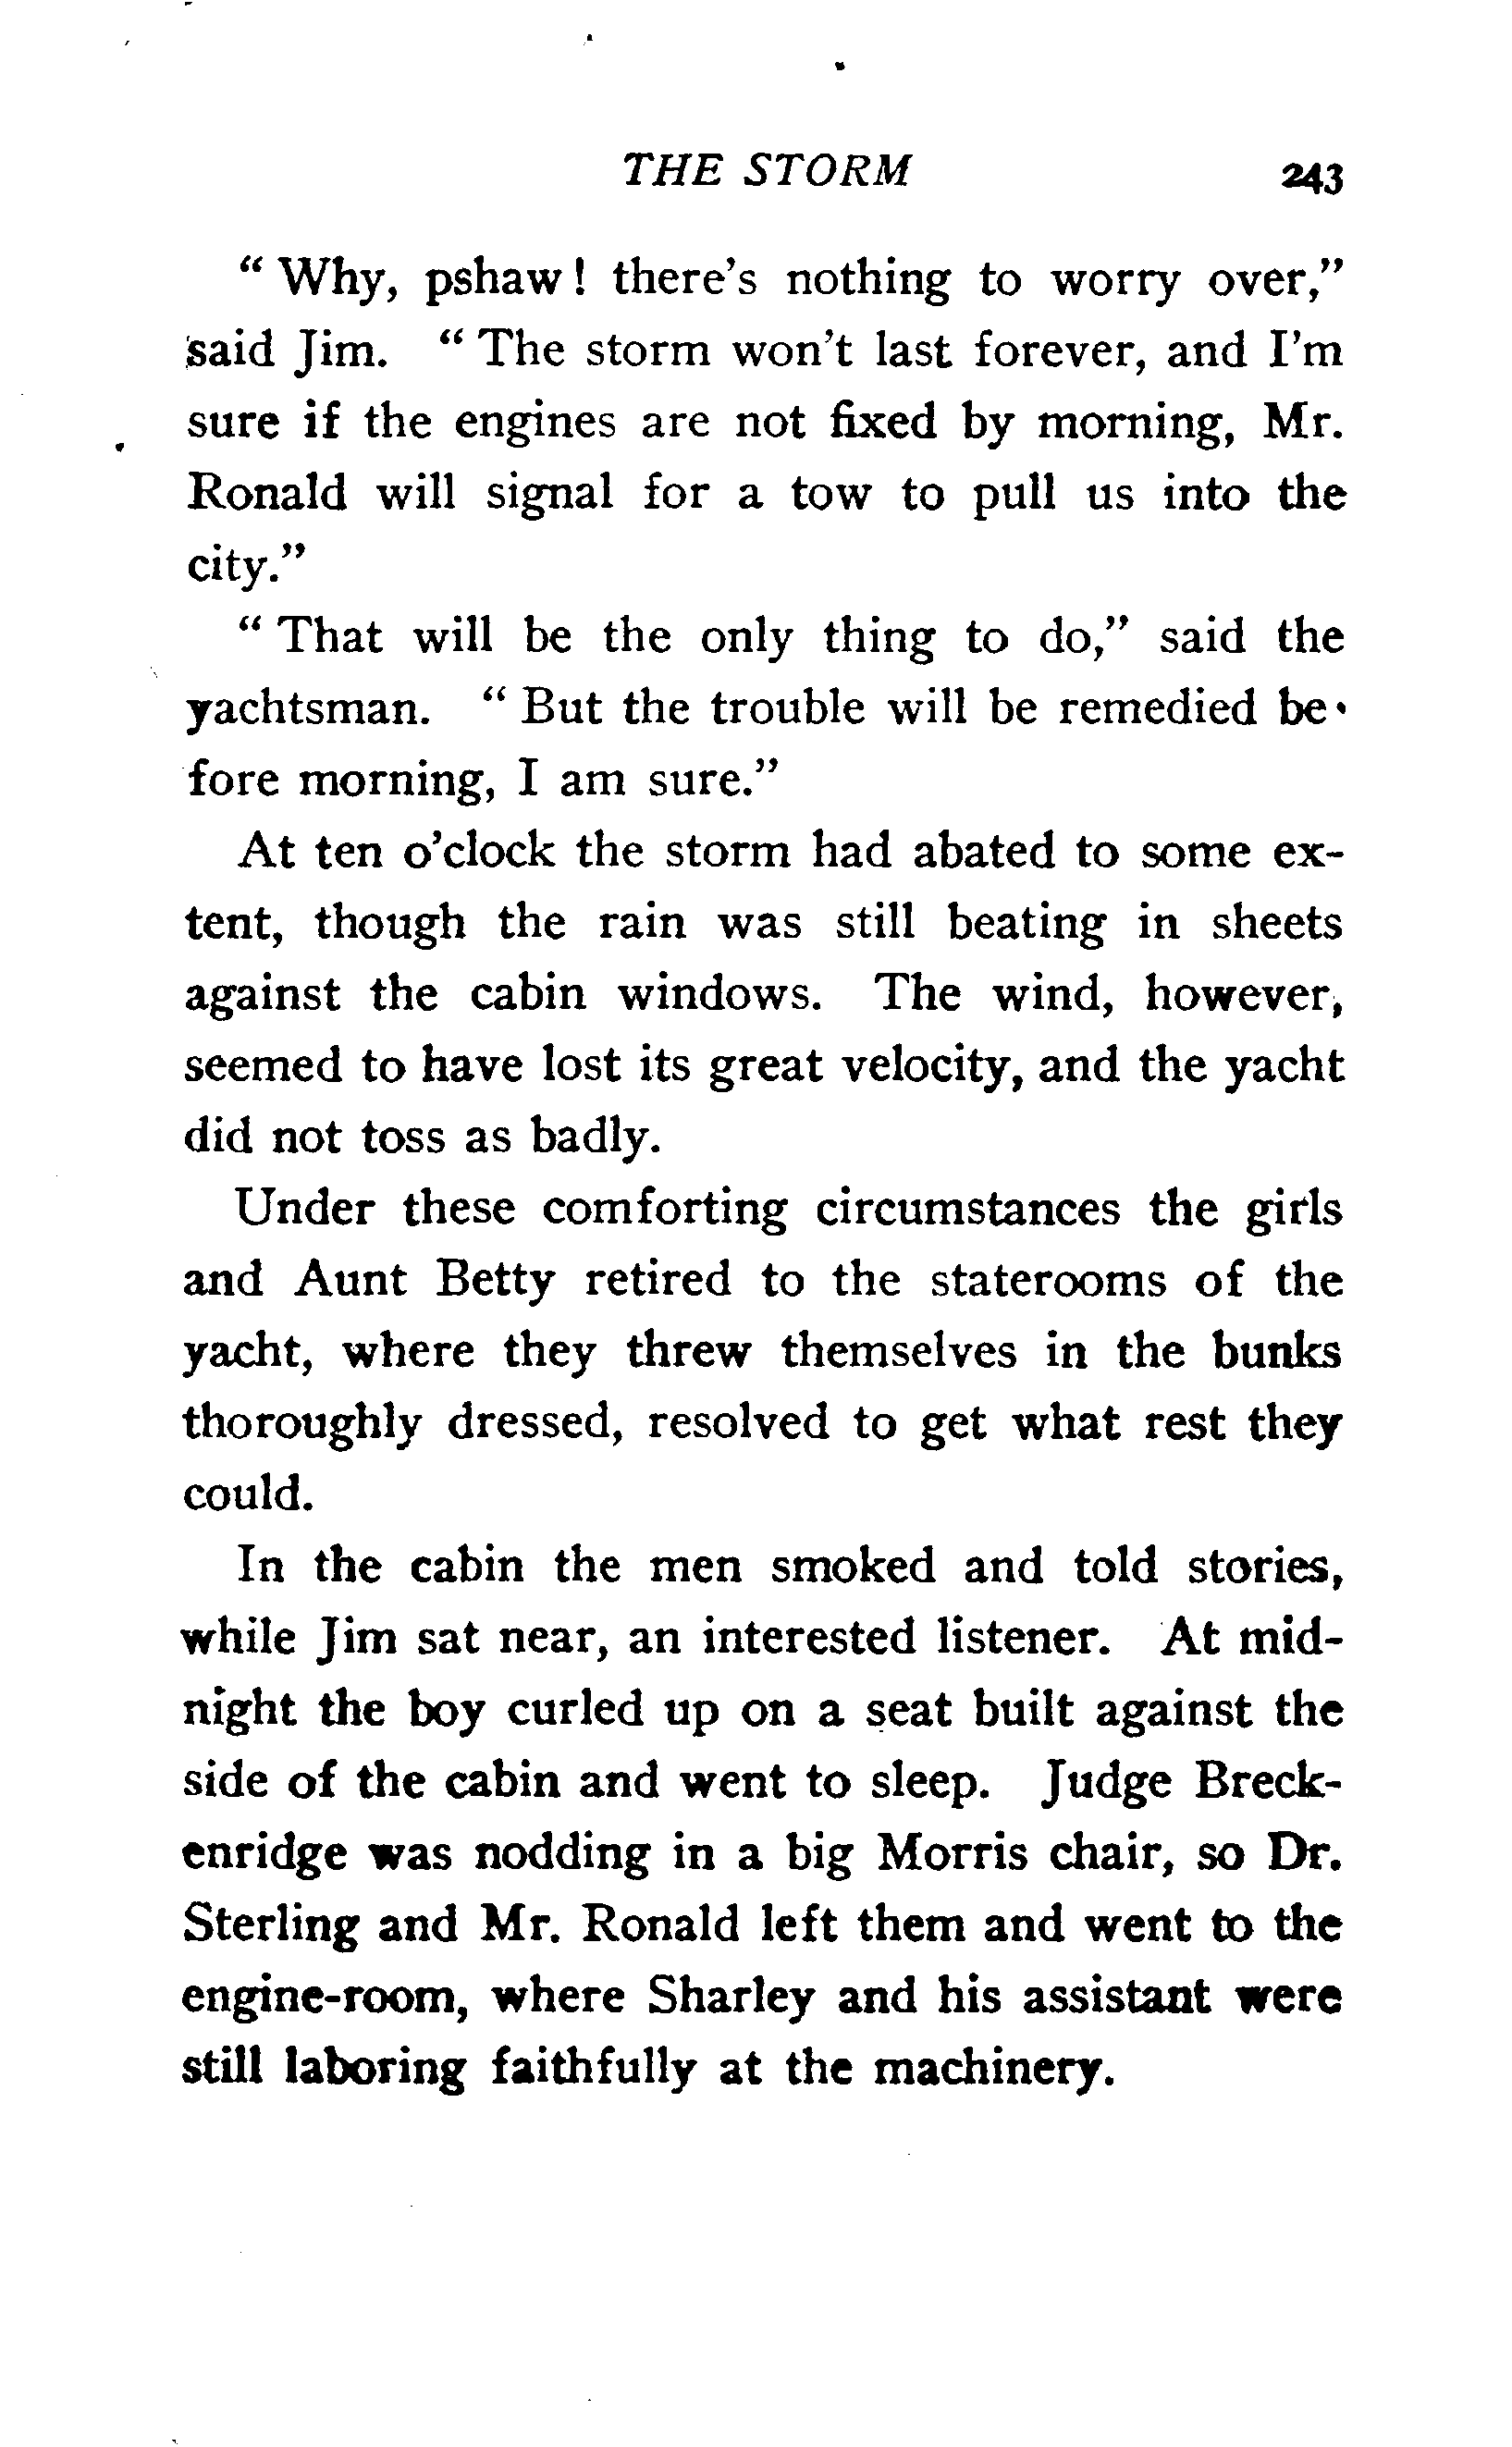 THE STORM 243
" Why, pshaw! there's nothing to worry over,"
said Jim. " The storm won't last forever, and I'm
sure if the engines are not fixed by morning, Mr.
Ronald will signal for a tow to pull us into the
city."
" That will be the only thing to do," said the
yachtsman. " But the trouble will be remedied be-
fore morning, I am sure."
At ten o'clock the storm had abated to some ex-
tent, though the rain was still beating in sheets
against the cabin windows. The wind, however,
seemed to have lost its great velocity, and the yacht
did not toss as badly.
Under these comforting circumstances the girls
and Aunt Betty retired to the staterooms of the
yacht, where they threw themselves in the bunks
thoroughly dressed, resolved to get what rest they
could.
In the cabin the men smoked and told stories,
while Jim sat near, an interested listener. At mid-
night the boy curled up on a seat built against the
side of the cabin and went to sleep. Judge Breck-
enridge was nodding in a big Morris chair, so Dr.
Sterling and Mr. Ronald left them and went to the
engine-room, where Sharley and his assistant were
still laboring faithfully at the machinery.